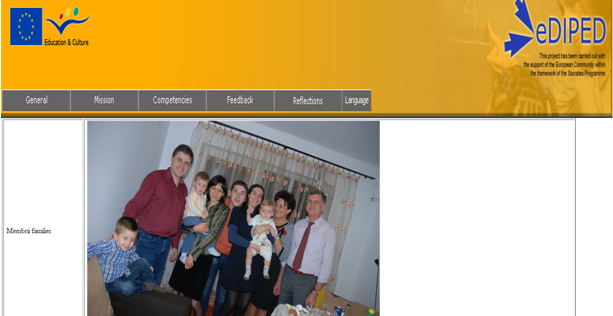 Education & Culture
eDIPED
This project has been carried out with
the support of the European Community within
the framework of the Socrates Programme
General
Mission
Competencies
Feedback
Reflections
Language
Membrii familiei